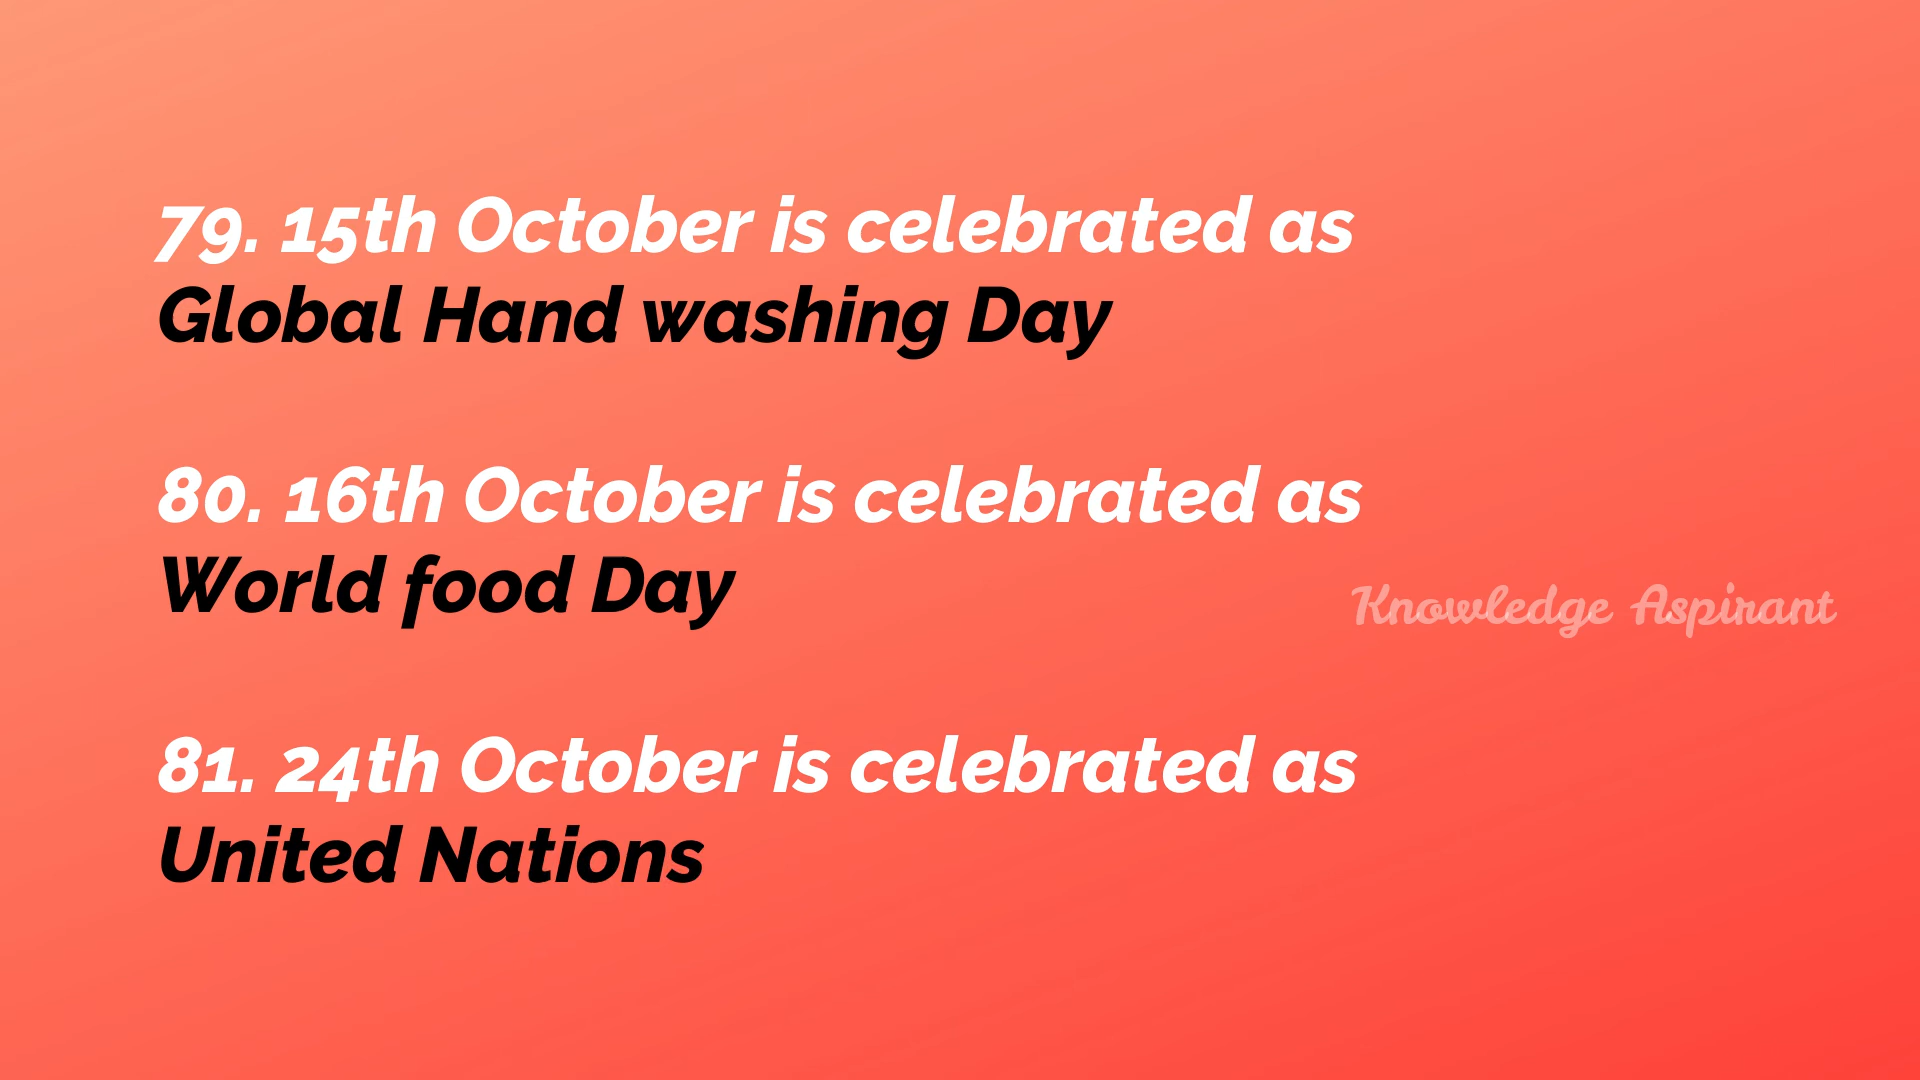 79. 15th October is celebrated as
Global Hand washing Day
80. 16th October is celebrated as
World food Day
Knowledge Aspirant
81. 24th October is celebrated as
United Nations